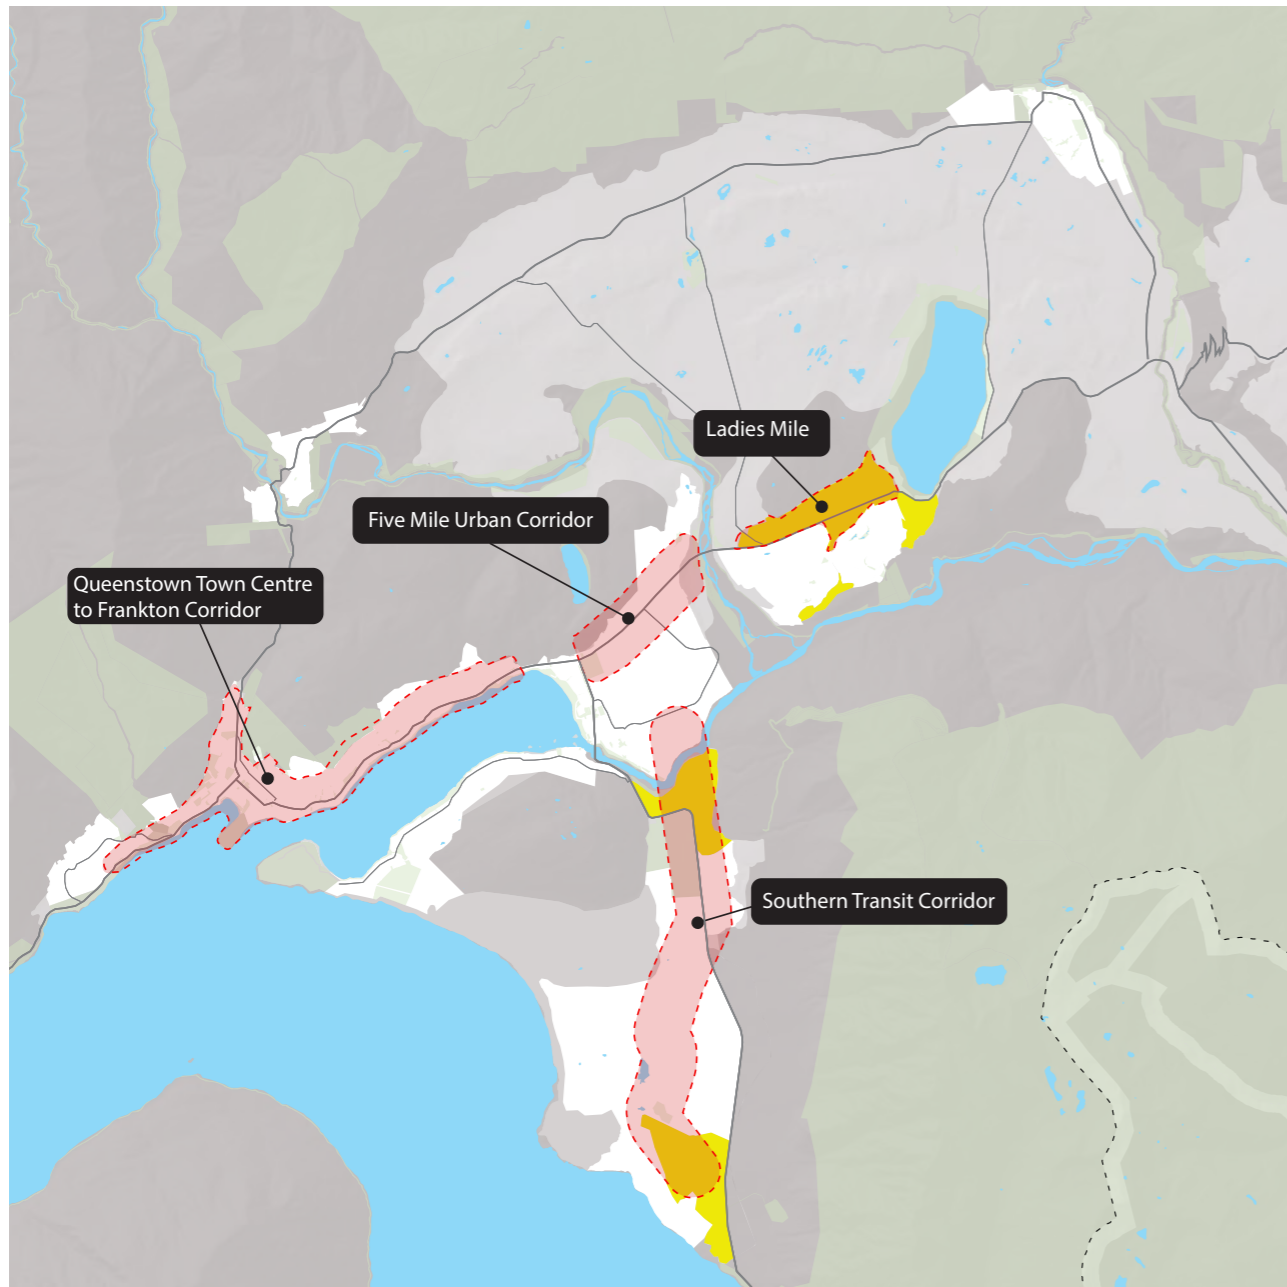 Ladies Mile
Five Mile Urban Corridor
Queenstown Town Centre
to Frankton Corridor
Southern Transit Corridor